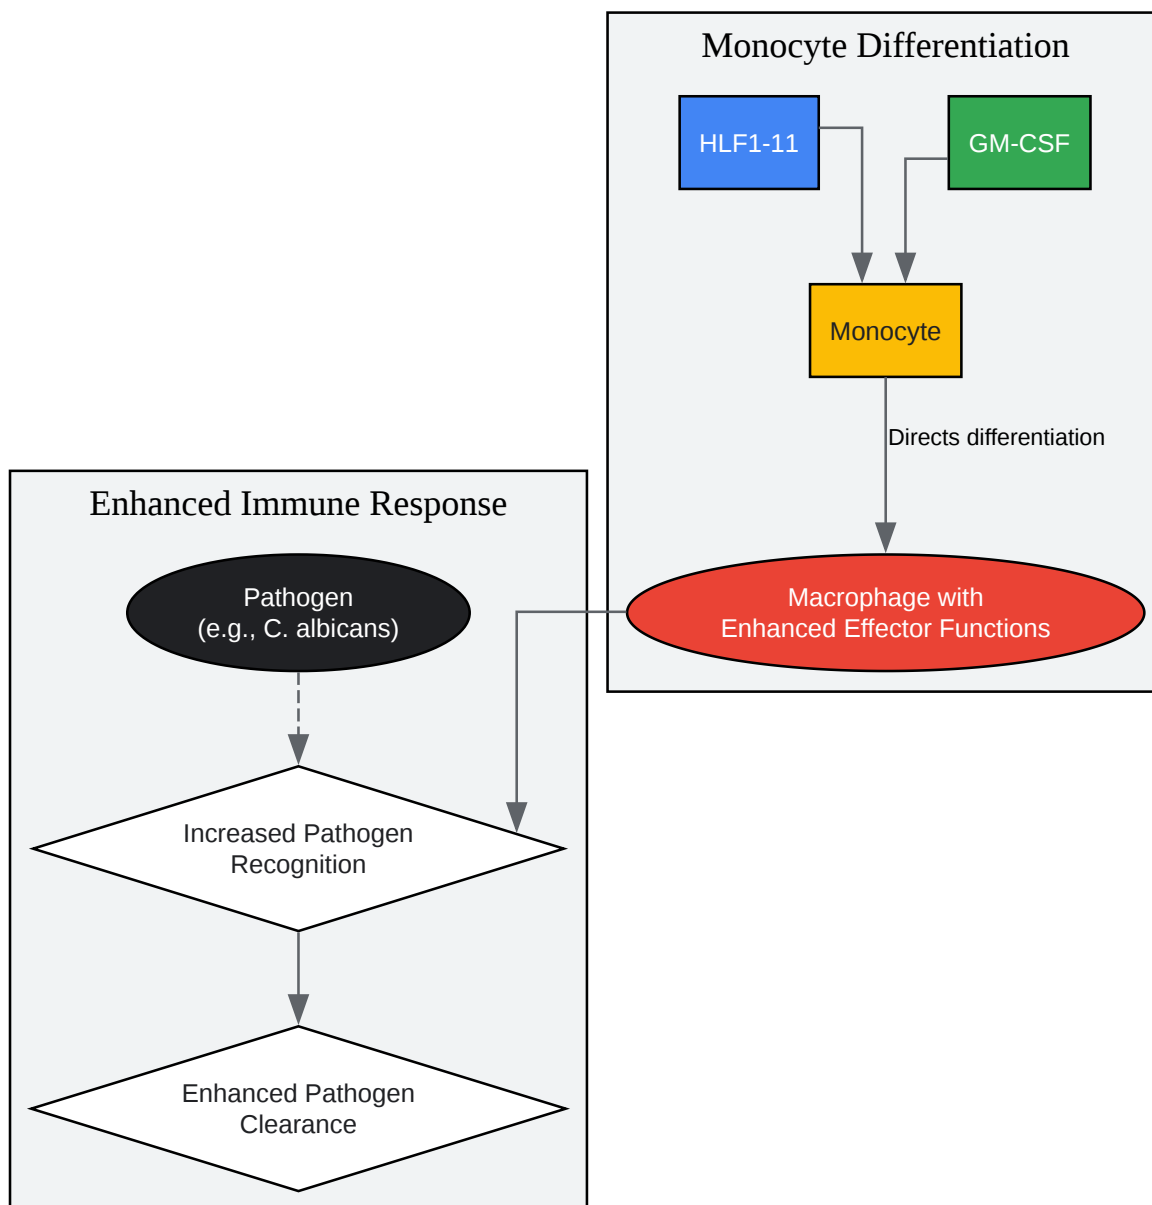 Monocyte Differentiation
HLF1-11
GM-CSF
Monocyte
Directs differentiation
Macrophage with
Enhanced Effector Functions
Enhanced Immune Response
Pathogen
(e.g., C. albicans)
Increased Pathogen
Recognition
Enhanced Pathogen
Clearance